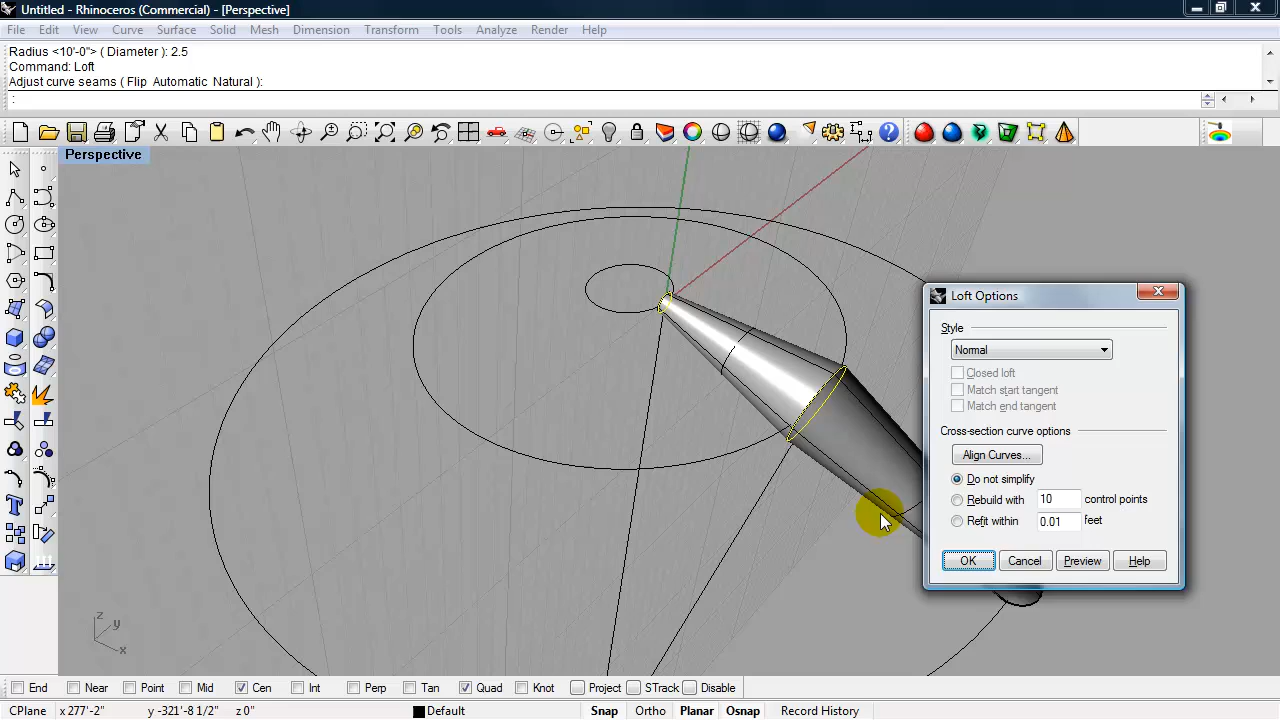 Untitled - Rhinoceros (Commercial) - [Perspective]
File Edit View Curve Surface Solid Mesh Dimension Transform Tools Analyze Render Help
Radius <10'-0"> ( Diameter ): 2.5
Command: Loft
Adjust curve seams ( Flip Automatic Natural ):
:
Perspective
Loft Options
Style
Normal
Closed loft
Match start tangent
Match end tangent
Cross-section curve options
Align Curves...
Do not simplify
Rebuild with 10 control points
Refit within 0.01 feet
OK Cancel Preview Help
z
y
x
End Near Point Mid Cen Int Perp Tan Quad Knot Project STrack Disable
CPlane x 277'-2" y -321'-8 1/2" z 0" Default Snap Ortho Planar Osnap Record History